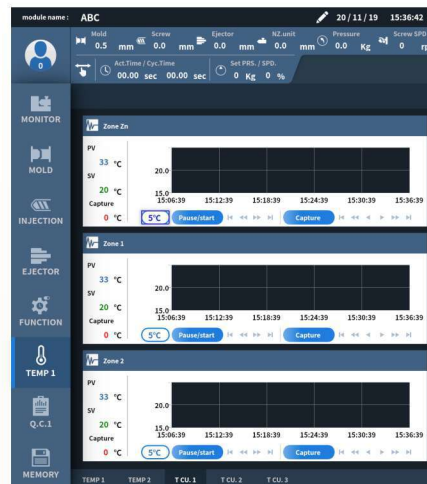 module name : ABC 20 / 11 / 19 15:36:42
Mold Screw Ejector NZ.unit Pressure Screw SPD
0.5 mm 0.0 mm 0.0 mm 0.0 mm 0.0 Kg 0
0
Act.Time / Cyc.Time Set PRS. / SPD.
00.00 sec 00.00 sec 0 Kg 0 %
MONITOR
MOLD
INJECTION
EJECTOR
FUNCTION
TEMP 1
Q.C.1
MEMORY
Zone Zn
PV
33 °C
SV
20 °C
Capture
0 °C
20.0
15.0
15:06:39 15:12:39 15:18:39 15:24:39 15:30:39 15:36:39
5°C Pause/start Capture
Zone 1
PV
33 °C
SV
20 °C
Capture
0 °C
20.0
15.0
15:06:39 15:12:39 15:18:39 15:24:39 15:30:39 15:36:39
5°C Pause/start Capture
Zone 2
PV
33 °C
SV
20 °C
Capture
0 °C
20.0
15.0
15:06:39 15:12:39 15:18:39 15:24:39 15:30:39 15:36:39
5°C Pause/start Capture
TEMP 1 TEMP 2 T CU. 1 T CU. 2 T CU. 3